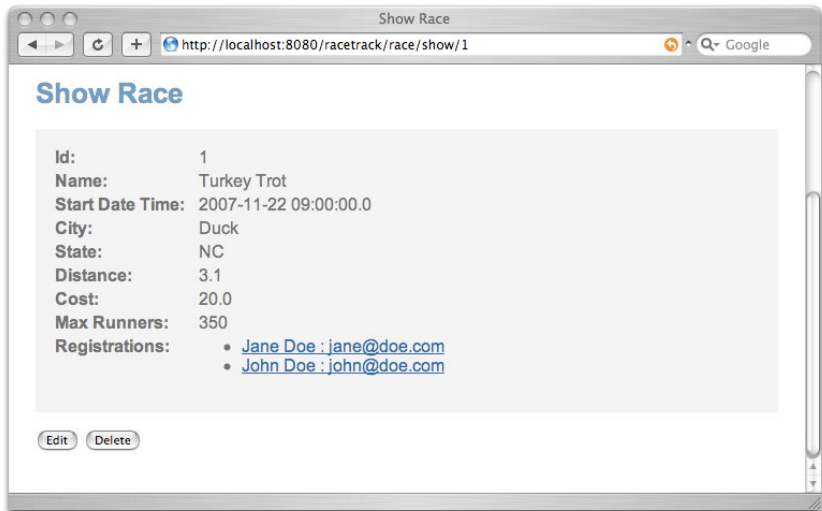 Show Race
http://localhost:8080/racetrack/race/show/1
Google
Show Race
Id: 1
Name: Turkey Trot
Start Date Time: 2007-11-22 09:00:00.0
City: Duck
State: NC
Distance: 3.1
Cost: 20.0
Max Runners: 350
Registrations: • Jane Doe : jane@doe.com
• John Doe : john@doe.com
Edit Delete